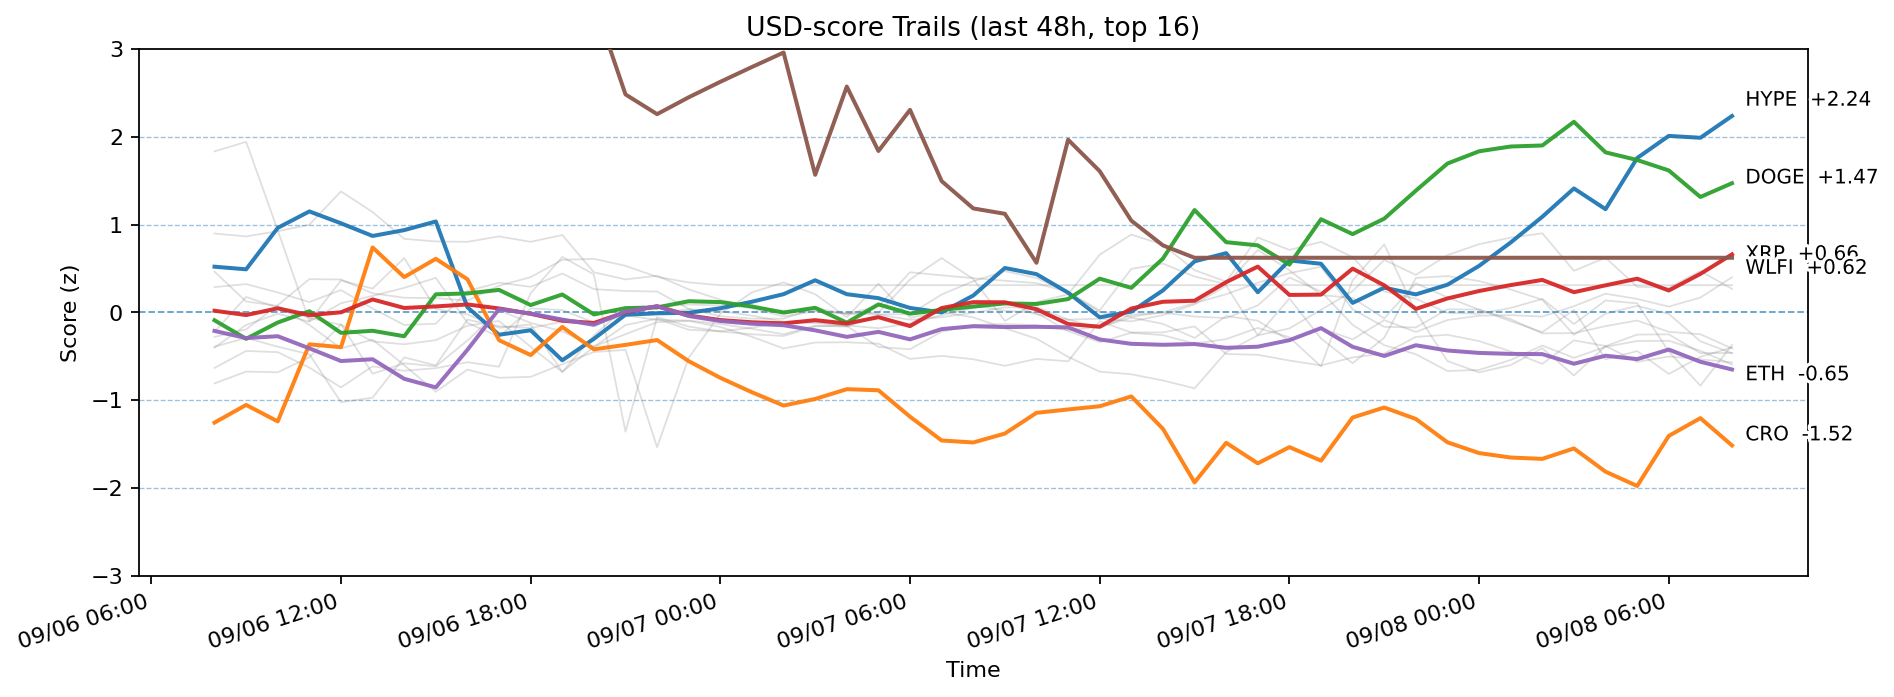 USD-score Trails (last 48h, top 16)
3
2
1
0
−1
−2
−3
Score (z)
HYPE +2.24
DOGE +1.47
XRP +0.66
WLFI +0.62
ETH -0.65
CRO -1.52
09/06 06:00
09/06 12:00
09/06 18:00
09/07 00:00
09/07 06:00
09/07 12:00
09/07 18:00
09/08 00:00
09/08 06:00
Time